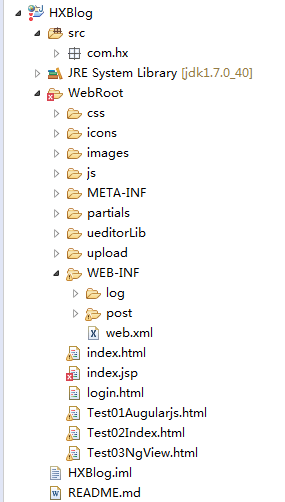 HXBlog
src
com.hx
JRE System Library [jdk1.7.0_40]
WebRoot
css
icons
images
js
META-INF
partials
ueditorLib
upload
WEB-INF
log
post
web.xml
index.html
index.jsp
login.html
Test01Augularjs.html
Test02Index.html
Test03NgView.html
HXBlog.iml
README.md